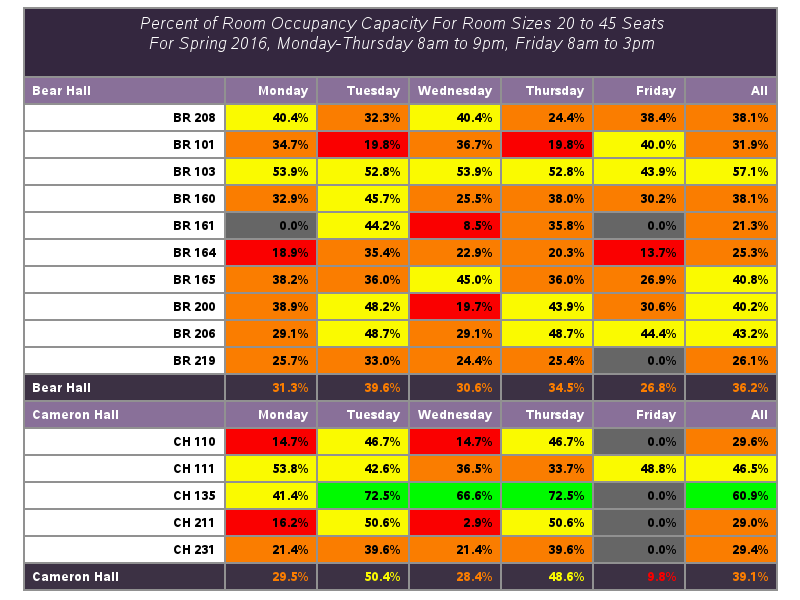 Percent of Room Occupancy Capacity For Room Sizes 20 to 45 Seats
For Spring 2016, Monday-Thursday 8am to 9pm, Friday 8am to 3pm
Bear Hall Monday Tuesday Wednesday Thursday Friday All
BR 208 40.4% 32.3% 40.4% 24.4% 38.4% 38.1%
BR 101 34.7% 19.8% 36.7% 19.8% 40.0% 31.9%
BR 103 53.9% 52.8% 53.9% 52.8% 43.9% 57.1%
BR 160 32.9% 45.7% 25.5% 38.0% 30.2% 38.1%
BR 161 0.0% 44.2% 8.5% 35.8% 0.0% 21.3%
BR 164 18.9% 35.4% 22.9% 20.3% 13.7% 25.3%
BR 165 38.2% 36.0% 45.0% 36.0% 26.9% 40.8%
BR 200 38.9% 48.2% 19.7% 43.9% 30.6% 40.2%
BR 206 29.1% 48.7% 29.1% 48.7% 44.4% 43.2%
BR 219 25.7% 33.0% 24.4% 25.4% 0.0% 26.1%
Bear Hall 31.3% 39.6% 30.6% 34.5% 26.8% 36.2%
Cameron Hall Monday Tuesday Wednesday Thursday Friday All
CH 110 14.7% 46.7% 14.7% 46.7% 0.0% 29.6%
CH 111 53.8% 42.6% 36.5% 33.7% 48.8% 46.5%
CH 135 41.4% 72.5% 66.6% 72.5% 0.0% 60.9%
CH 211 16.2% 50.6% 2.9% 50.6% 0.0% 29.0%
CH 231 21.4% 39.6% 21.4% 39.6% 0.0% 29.4%
Cameron Hall 29.5% 50.4% 28.4% 48.6% 9.8% 39.1%